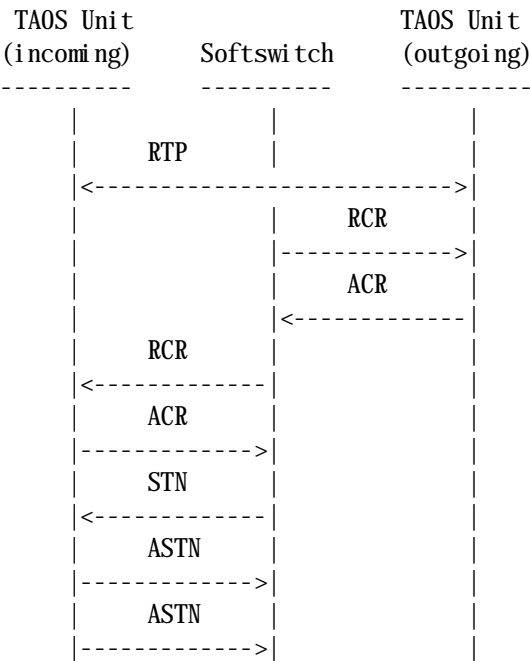 TAOS Unit TAOS Unit
(incoming) Softswitch (outgoing)
---------- ---------- ----------
| | |
| RTP | |
|<--------------------------->|
| | RCR |
| |------------->|
| | ACR |
| |<-------------|
| RCR | |
|<-------------| |
| ACR | |
|------------->| |
| STN | |
|<-------------| |
| ASTN | |
|------------->| |
| ASTN | |
|------------->| |